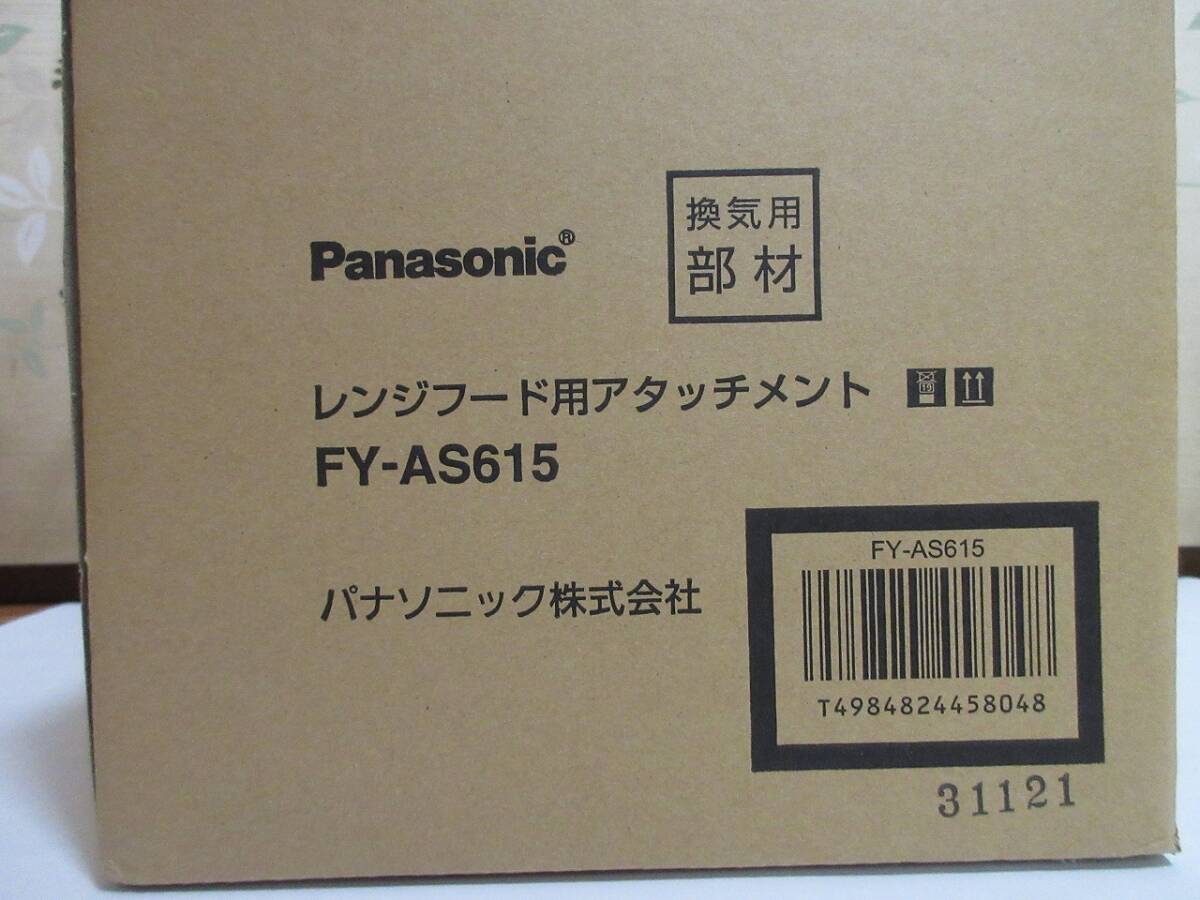 Panasonic®
換気用
部材
レンジフード用アタッチメント
FY-AS615
パナソニック株式会社
FY-AS615
T4984824458048
31121